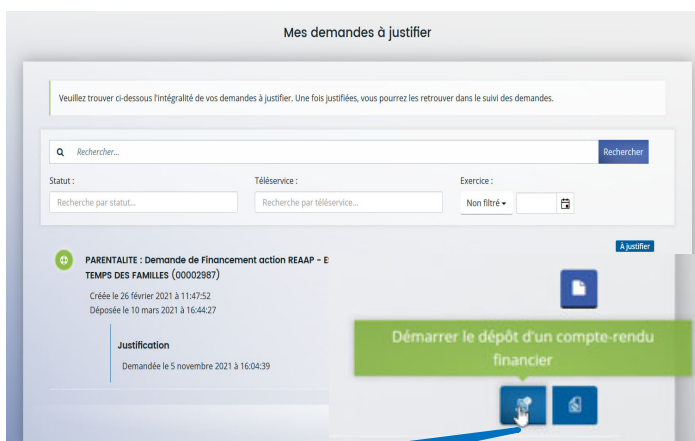 Mes demandes à justifier
Veuillez trouver ci-dessous l'intégralité de vos demandes à justifier. Une fois justifiées, vous pourrez les retrouver dans le suivi des demandes.
Rechercher...
Rechercher
Statut :
Téléservice :
Exercice :
Recherche par statut...
Recherche par téléservice...
Non filtré
À justifier
PARENTALITE : Demande de Financement action REAAP -
TEMPS DES FAMILLES (00002987)
Créée le 26 février 2021 à 11:47:52
Déposée le 10 mars 2021 à 16:44:27
Démarrer le dépôt d'un compte-rendu
financier
Justification
Demandée le 5 novembre 2021 à 16:04:39